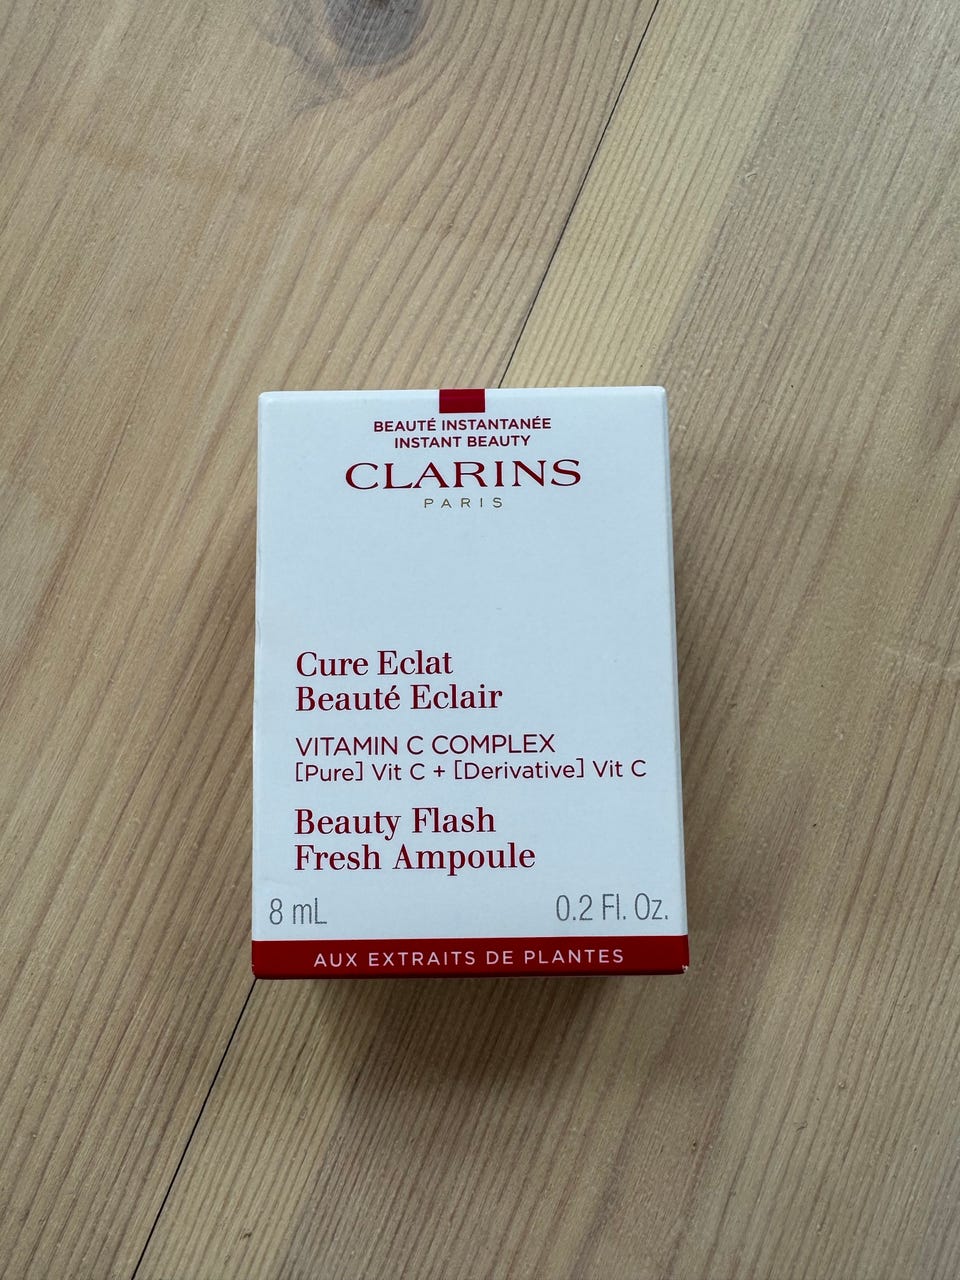 BEAUTÉ INSTANTANÉE
INSTANT BEAUTY
CLARINS
PARIS
Cure Eclat
Beauté Eclair
VITAMIN C COMPLEX
[Pure] Vit C + [Derivative] Vit C
Beauty Flash
Fresh Ampoule
8 mL 0.2 Fl. Oz.
AUX EXTRAITS DE PLANTES